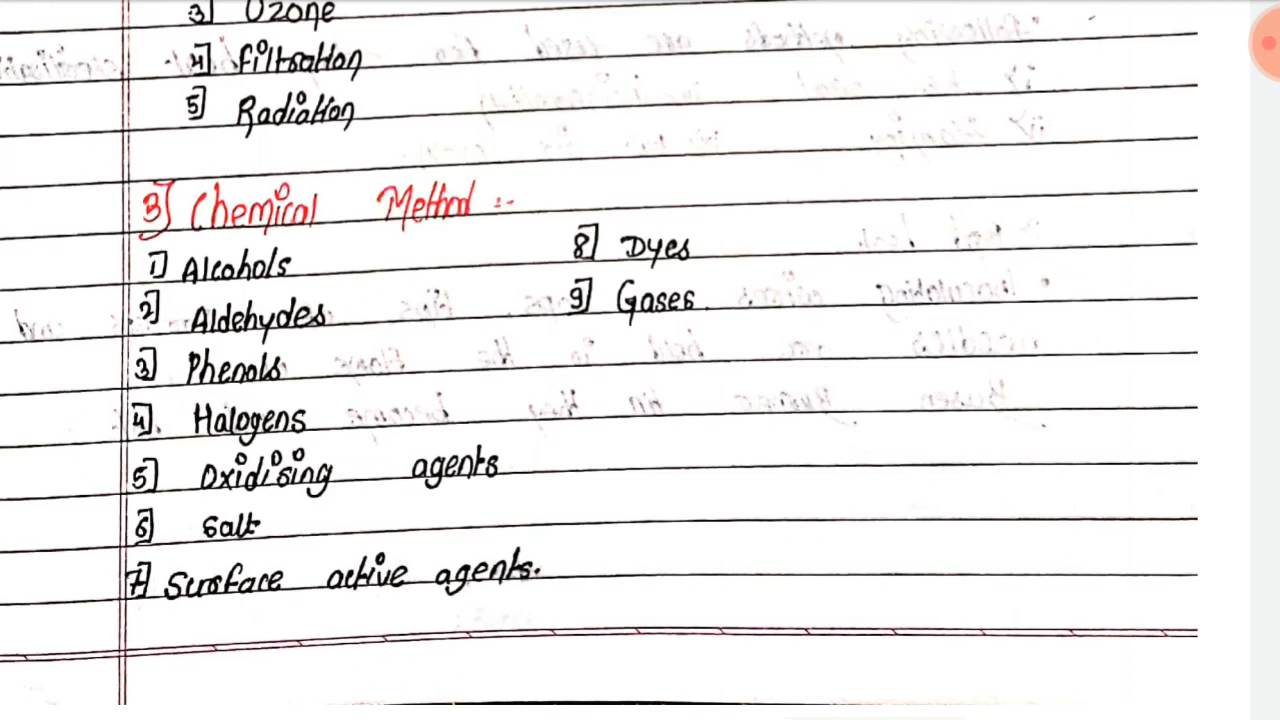 3] Ozone
4] filtration
5] Radiation
3] Chemical Method :-
1] Alcohols
2] Aldehydes
3] Phenols
4]. Halogens
5] Oxidising agents
6] Salt
7] Surface active agents.
8] Dyes
9] Gases.